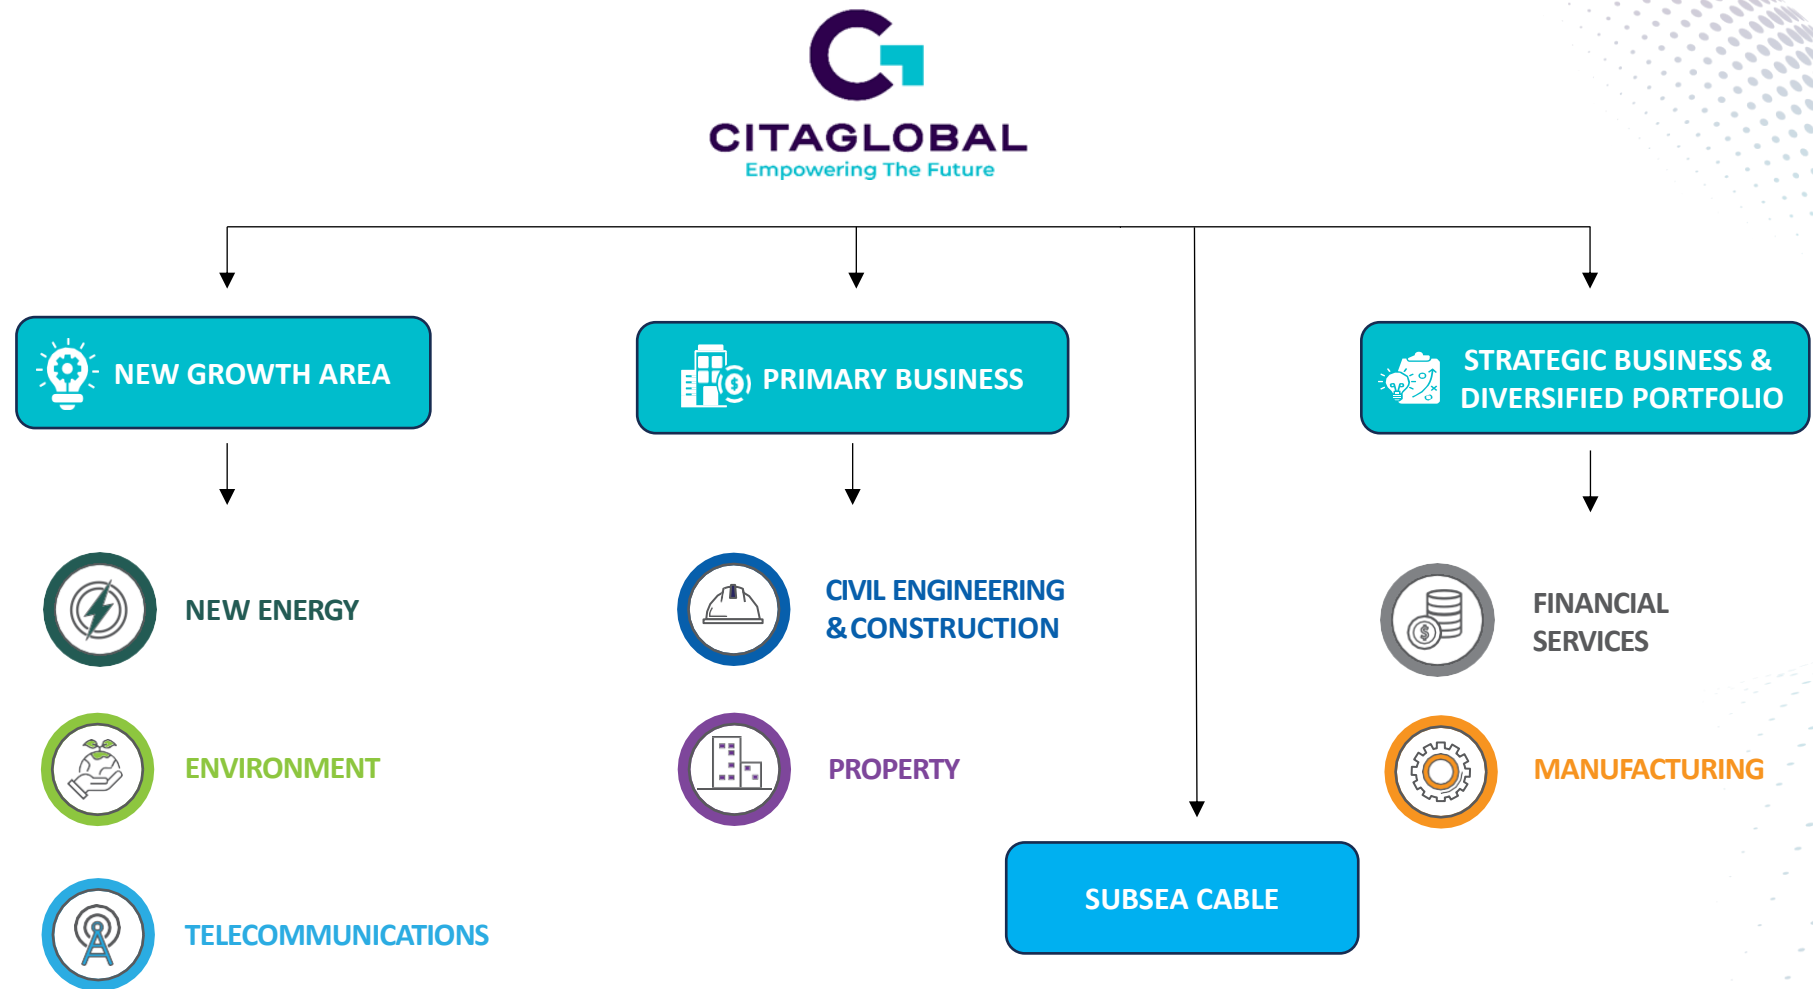 CITAGLOBAL
Empowering The Future
NEW GROWTH AREA
PRIMARY BUSINESS
STRATEGIC BUSINESS &
DIVERSIFIED PORTFOLIO
NEW ENERGY
ENVIRONMENT
TELECOMMUNICATIONS
CIVIL ENGINEERING
& CONSTRUCTION
PROPERTY
SUBSEA CABLE
FINANCIAL
SERVICES
MANUFACTURING